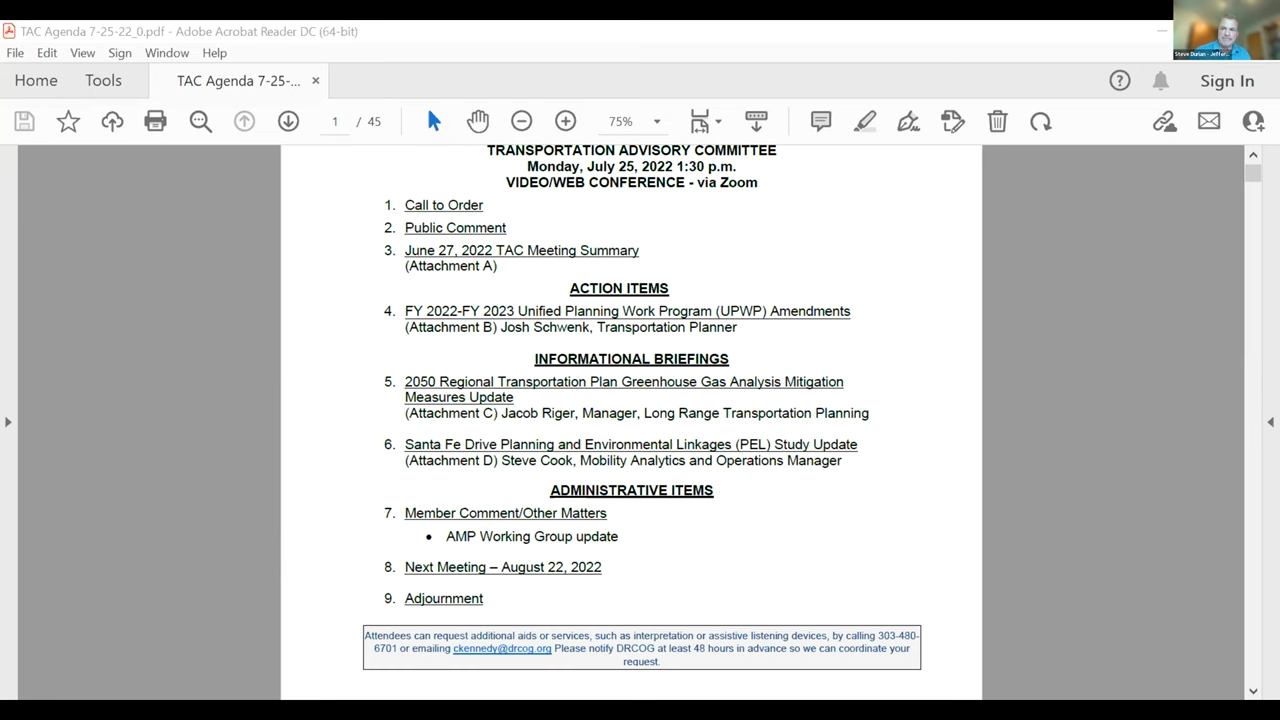 TAC Agenda 7-25-22_0.pdf - Adobe Acrobat Reader DC (64-bit)
File Edit View Sign Window Help
Home Tools TAC Agenda 7-25-... × Sign In
1 / 45 75%
TRANSPORTATION ADVISORY COMMITTEE
Monday, July 25, 2022 1:30 p.m.
VIDEO/WEB CONFERENCE - via Zoom
1. Call to Order
2. Public Comment
3. June 27, 2022 TAC Meeting Summary
(Attachment A)
ACTION ITEMS
4. FY 2022-FY 2023 Unified Planning Work Program (UPWP) Amendments
(Attachment B) Josh Schwenk, Transportation Planner
INFORMATIONAL BRIEFINGS
5. 2050 Regional Transportation Plan Greenhouse Gas Analysis Mitigation
Measures Update
(Attachment C) Jacob Riger, Manager, Long Range Transportation Planning
6. Santa Fe Drive Planning and Environmental Linkages (PEL) Study Update
(Attachment D) Steve Cook, Mobility Analytics and Operations Manager
ADMINISTRATIVE ITEMS
7. Member Comment/Other Matters
• AMP Working Group update
8. Next Meeting – August 22, 2022
9. Adjournment
Attendees can request additional aids or services, such as interpretation or assistive listening devices, by calling 303-480-
6701 or emailing ckennedy@drcog.org Please notify DRCOG at least 48 hours in advance so we can coordinate your
request.
Steve Durian - Jeffer...